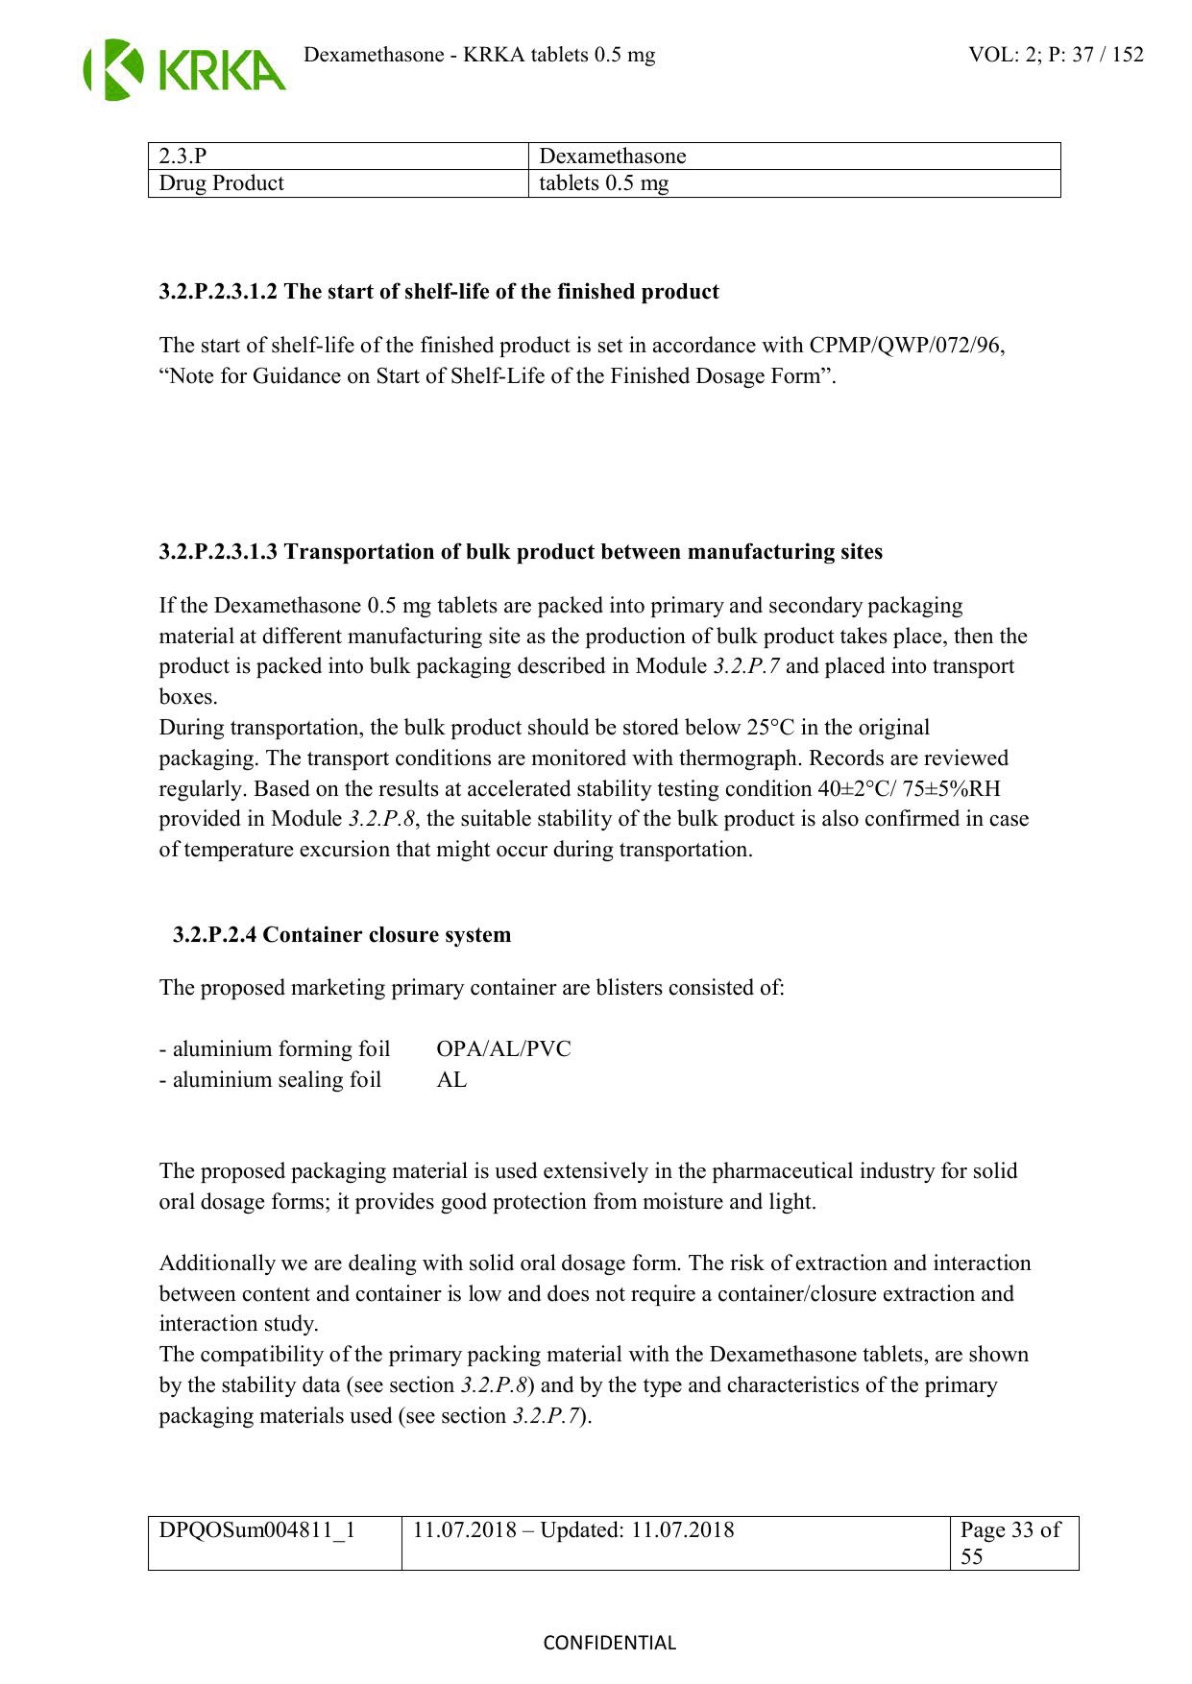 KRKA
Dexamethasone - KRKA tablets 0.5 mg
VOL: 2; P: 37 / 152
2.3.P
Dexamethasone
Drug Product
tablets 0.5 mg
3.2.P.2.3.1.2 The start of shelf-life of the finished product
The start of shelf-life of the finished product is set in accordance with CPMP/QWP/072/96,
“Note for Guidance on Start of Shelf-Life of the Finished Dosage Form”.
3.2.P.2.3.1.3 Transportation of bulk product between manufacturing sites
If the Dexamethasone 0.5 mg tablets are packed into primary and secondary packaging
material at different manufacturing site as the production of bulk product takes place, then the
product is packed into bulk packaging described in Module 3.2.P.7 and placed into transport
boxes.
During transportation, the bulk product should be stored below 25°C in the original
packaging. The transport conditions are monitored with thermograph. Records are reviewed
regularly. Based on the results at accelerated stability testing condition 40±2°C/ 75±5%RH
provided in Module 3.2.P.8, the suitable stability of the bulk product is also confirmed in case
of temperature excursion that might occur during transportation.
3.2.P.2.4 Container closure system
The proposed marketing primary container are blisters consisted of:
- aluminium forming foil OPA/AL/PVC
- aluminium sealing foil AL
The proposed packaging material is used extensively in the pharmaceutical industry for solid
oral dosage forms; it provides good protection from moisture and light.
Additionally we are dealing with solid oral dosage form. The risk of extraction and interaction
between content and container is low and does not require a container/closure extraction and
interaction study.
The compatibility of the primary packing material with the Dexamethasone tablets, are shown
by the stability data (see section 3.2.P.8) and by the type and characteristics of the primary
packaging materials used (see section 3.2.P.7).
DPQOSum004811_1
11.07.2018 – Updated: 11.07.2018
Page 33 of
55
CONFIDENTIAL